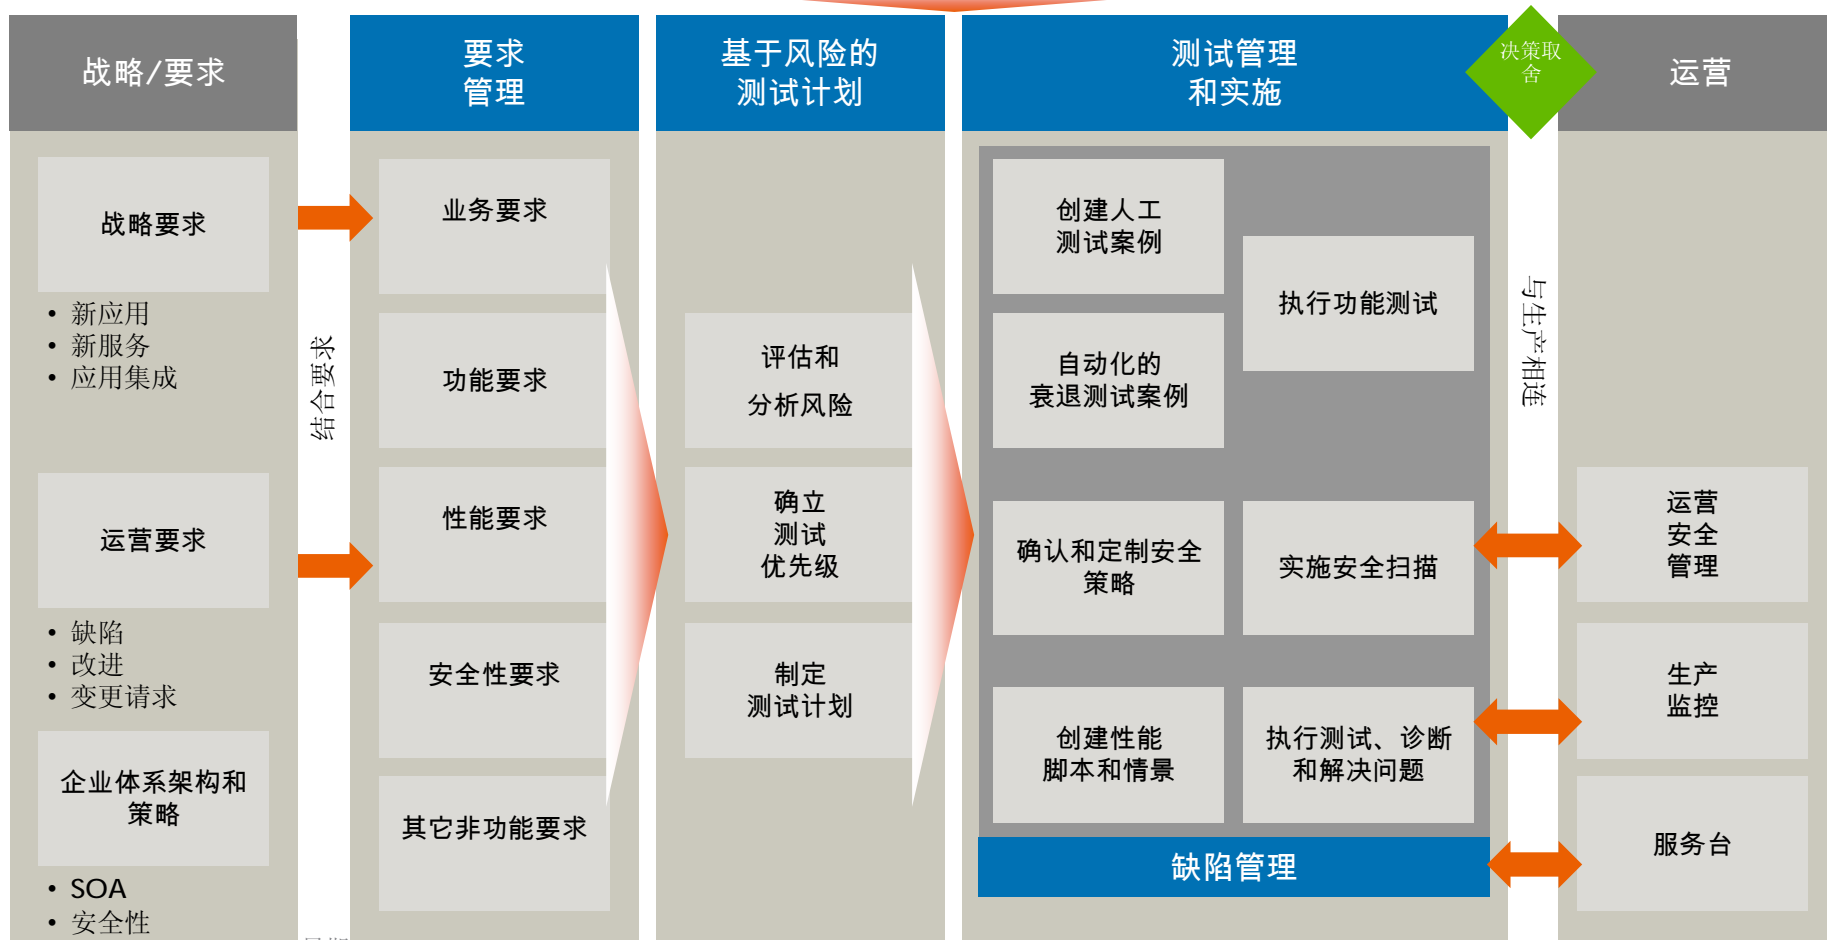 战略/要求
要求
管理
基于风险的
测试计划
测试管理
和实施
决策取
舍
运营
战略要求
• 新应用
• 新服务
• 应用集成
运营要求
• 缺陷
• 改进
• 变更请求
企业体系架构和
策略
• SOA
• 安全性
结合要求
业务要求
功能要求
性能要求
安全性要求
其它非功能要求
评估和
分析风险
确立
测试
优先级
制定
测试计划
创建人工
测试案例
执行功能测试
自动化的
衰退测试案例
确认和定制安全
策略
实施安全扫描
创建性能
脚本和情景
执行测试、诊断
和解决问题
缺陷管理
与生产相连
运营
安全
管理
生产
监控
服务台